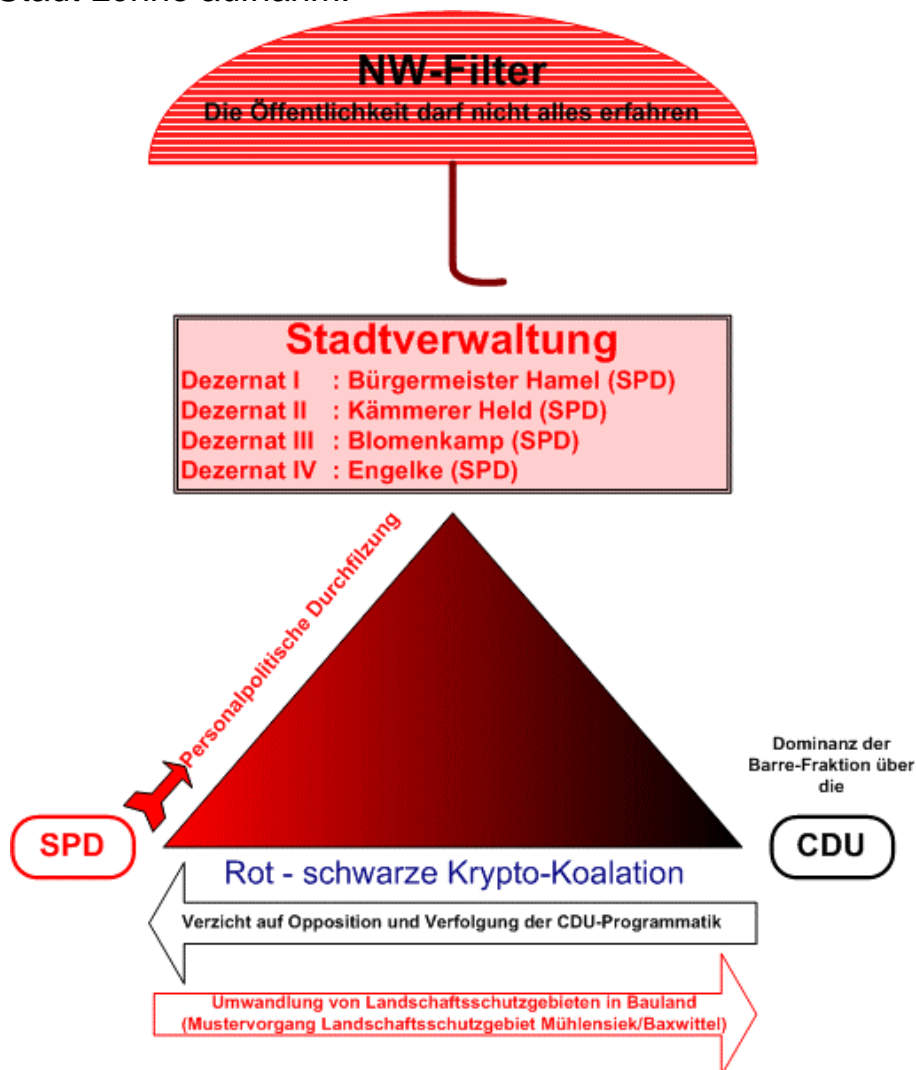 NW-Filter
Die Öffentlichkeit darf nicht alles erfahren
Stadtverwaltung
Dezernat I : Bürgermeister Hamel (SPD)
Dezernat II : Kämmerer Held (SPD)
Dezernat III : Blomenkamp (SPD)
Dezernat IV : Engelke (SPD)
Personalpolitische Durchfilzung
Dominanz der
Barre-Fraktion über
die
SPD
CDU
Rot - schwarze Krypto-Koalation
Verzicht auf Opposition und Verfolgung der CDU-Programmatik
Umwandlung von Landschaftsschutzgebieten in Bauland
(Mustervorgang Landschaftsschutzgebiet Mühlensiek/Baxwittel)